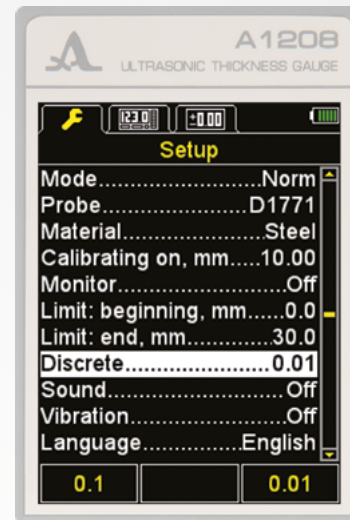 A1208
ULTRASONIC THICKNESS GAUGE
Setup
Mode..........................Norm
Probe.......................D1771
Material.......................Steel
Calibrating on, mm.....10.00
Monitor...........................Off
Limit: beginning, mm......0.0
Limit: end, mm.............30.0
Discrete.......................0.01
Sound............................Off
Vibration........................Off
Language...............English
0.1 0.01